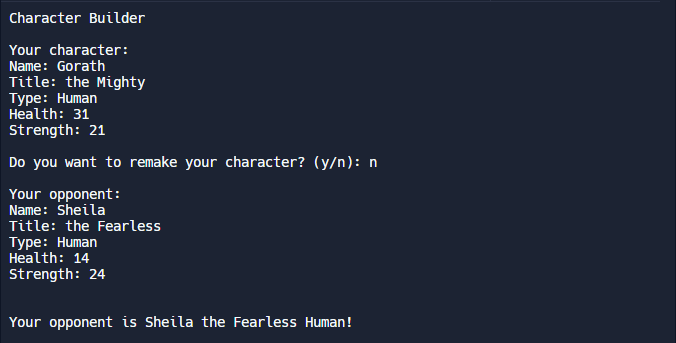 Character Builder
Your character:
Name: Gorath
Title: the Mighty
Type: Human
Health: 31
Strength: 21
Do you want to remake your character? (y/n): n
Your opponent:
Name: Sheila
Title: the Fearless
Type: Human
Health: 14
Strength: 24
Your opponent is Sheila the Fearless Human!